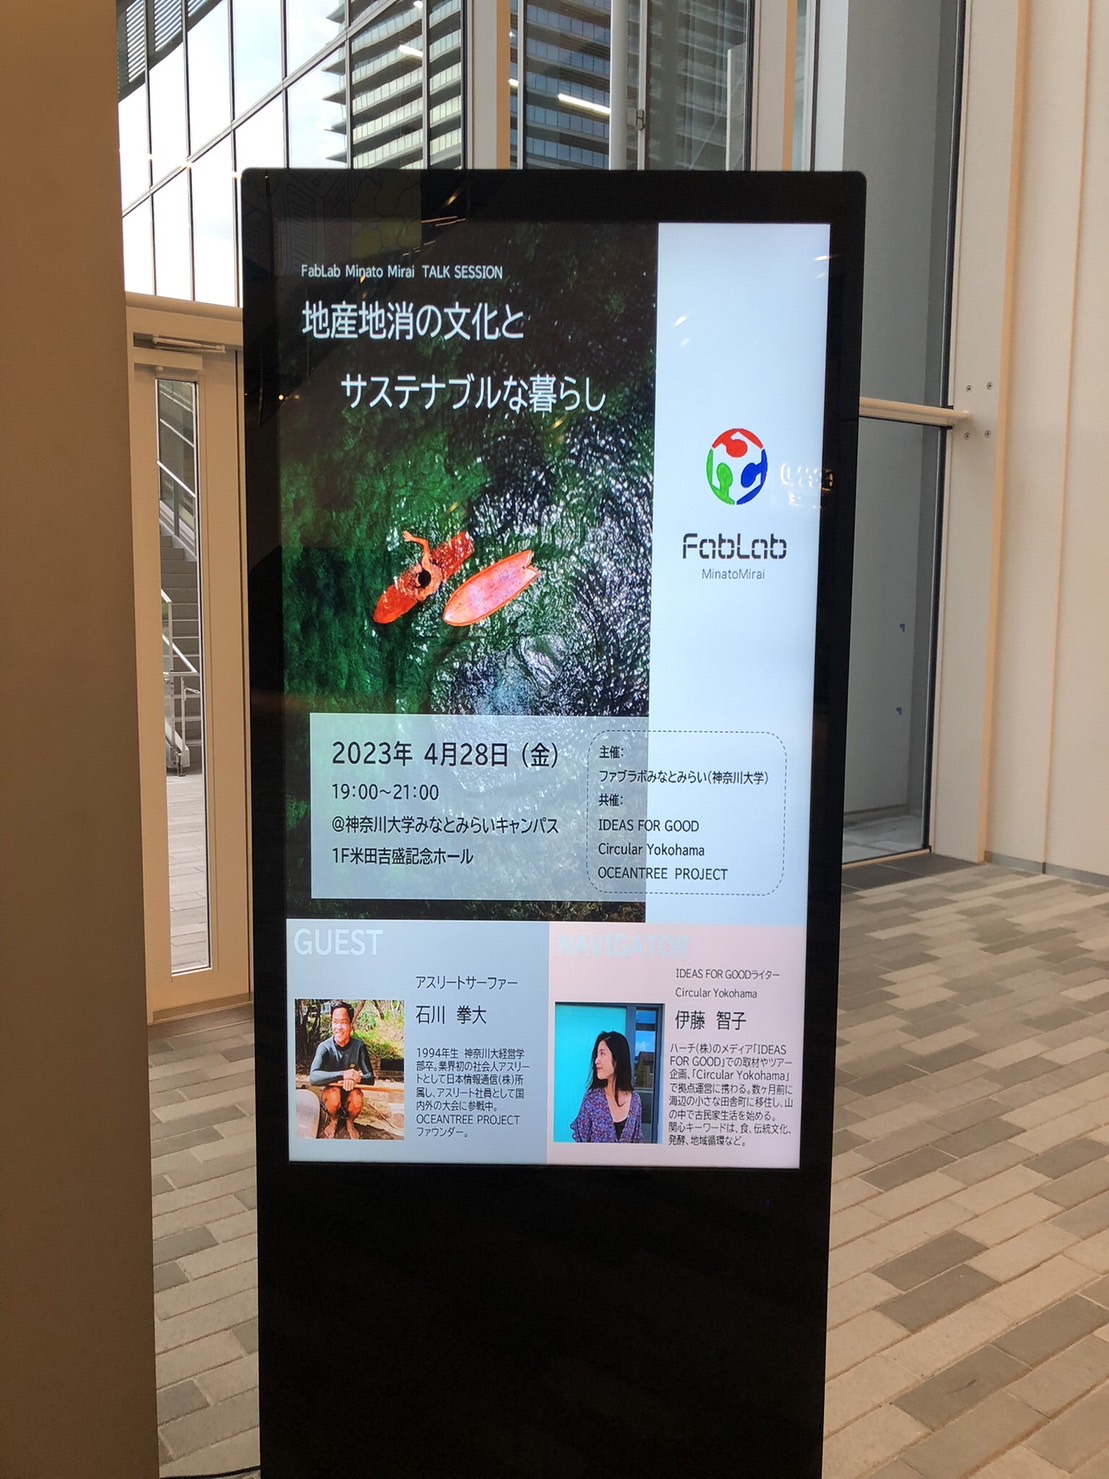 FabLab Minato Mirai TALK SESSION
地産地消の文化と
サステナブルな暮らし
FabLab
MinatoMirai
2023年 4月28日（金）
19:00～21:00
@神奈川大学みなとみらいキャンパス
1F米田吉盛記念ホール
主催：
ファブラボみなとみらい（神奈川大学）
共催：
IDEAS FOR GOOD
Circular Yokohama
OCEANTREE PROJECT
GUEST
アスリートサーファー
石川 拳大
1994年生 神奈川大経営学
部卒。業界初の社会人アスリー
トとして日本情報通信（株）所
属し、アスリート社員として国
内外の大会に参戦中。
OCEANTREE PROJECT
ファウンダー。
NAVIGATOR
IDEAS FOR GOODライター
Circular Yokohama
伊藤 智子
ハーチ（株）のメディア「IDEAS
FOR GOOD」での取材やツアー
企画、「Circular Yokohama」
で拠点運営に携わる。数ヶ月前に
海辺の小さな田舎町に移住し、山
の中で古民家生活を始める。
関心キーワードは、食、伝統文化、
発酵、地域循環など。